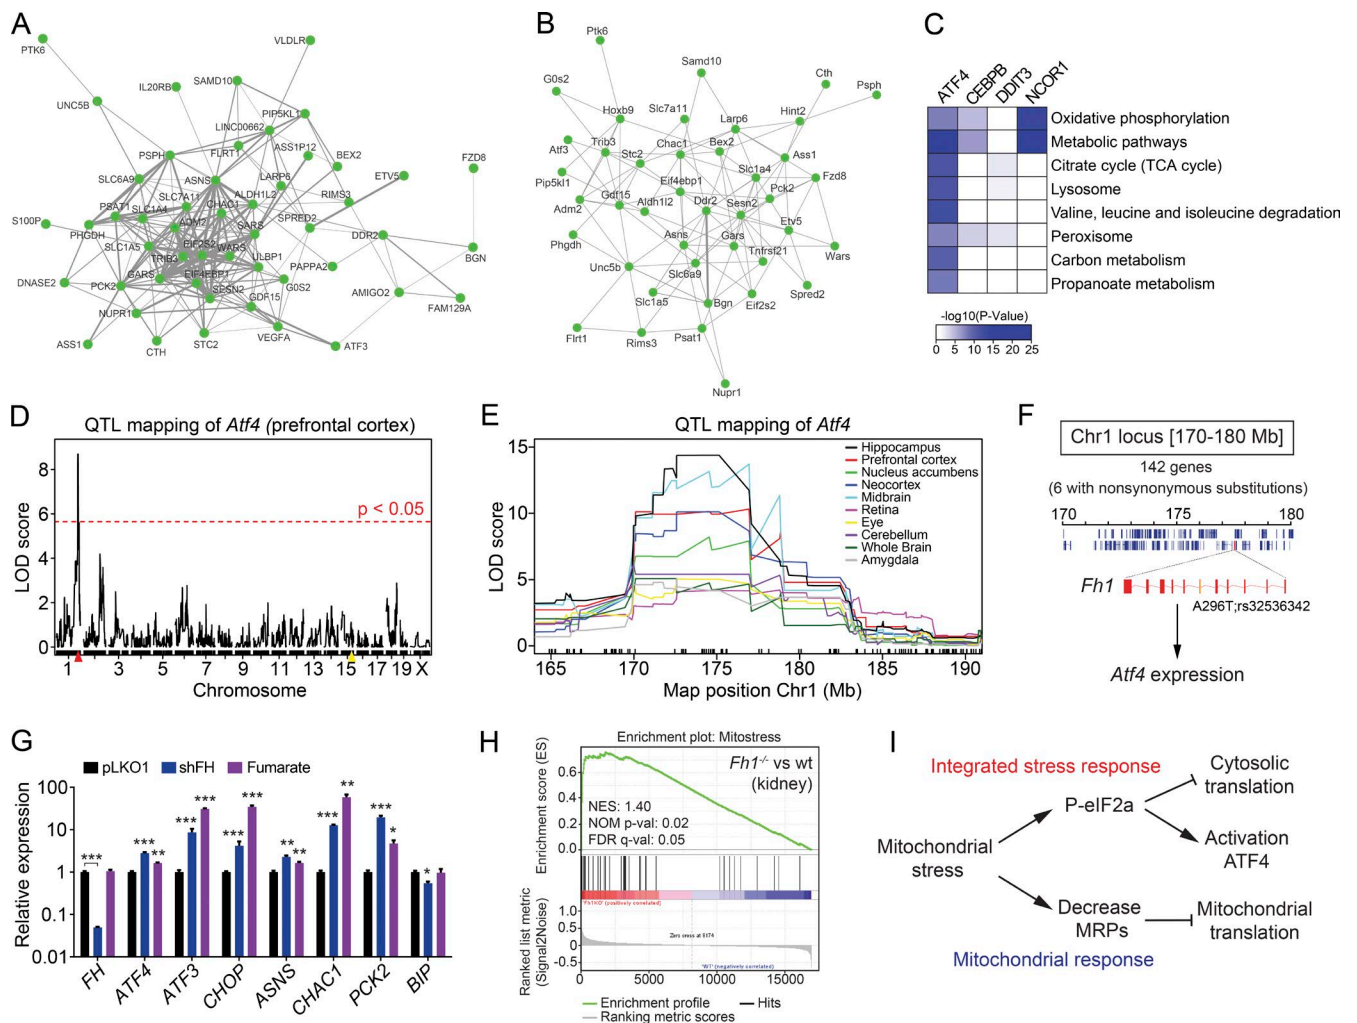 A
PTK6
VLDLR
IL20RB
SAMD10
UNC5B
PIP5KL1
LINC00662
PSPH
FLRT1
ASS1P12
BEX2
FZD8
SLC6A9
ASNS
LARP6
ETV5
SLC7A11
ALDH1L2
RIMS3
PSAT1
SLC1A4
CHAC1
S100P
ADM2
SARS
SPRED2
PHGDH
DDR2
SLC1A5
EIF2S2
WARS
BGN
TRIB3
ULBP1
PAPPA2
DNASE2
GARS
EIF4EBP1
PCK2
SESN2
G0S2
AMIGO2
GDF15
FAM129A
NUPR1
VEGFA
ASS1
CTH
STC2
ATF3
B
Ptk6
Samd10
Cth
G0s2
Psph
Hoxb9
Slc7a11
Hint2
Larp6
Atf3
Trib3
Chac1
Bex2
Stc2
Ass1
Slc1a4
Fzd8
Pip5kl1
Eif4ebp1
Pck2
Gdf15
Adm2
Aldh1l2
Ddr2
Sesn2
Etv5
Phgdh
Asns
Gars
Wars
Tnfrsf21
Unc5b
Slc6a9
Slc1a5
Spred2
Bgn
Eif2s2
Flrt1
Rims3
Psat1
Nupr1
C
ATF4
CEBPB
DDIT3
NCOR1
Oxidative phosphorylation
Metabolic pathways
Citrate cycle (TCA cycle)
Lysosome
Valine, leucine and isoleucine degradation
Peroxisome
Carbon metabolism
Propanoate metabolism
-log10(P-Value)
0 5 10 15 20 25
D
QTL mapping of Atf4 (prefrontal cortex)
LOD score
8
6
4
2
0
p < 0.05
1 3 5 7 9 11 13 15 17 19 X
Chromosome
E
QTL mapping of Atf4
LOD score
15
10
5
0
Hippocampus
Prefrontal cortex
Nucleus accumbens
Neocortex
Midbrain
Retina
Eye
Cerebellum
Whole Brain
Amygdala
165 170 175 180 185 190
Map position Chr1 (Mb)
F
Chr1 locus [170-180 Mb]
142 genes
(6 with nonsynonymous substitutions)
170 175 180
Fh1
A296T;rs32536342
Atf4 expression
G
pLKO1 shFH Fumarate
Relative expression
100
10
1
0.1
0.01
***
*** **
*** ***
*** ***
** **
*** **
*** *
*
FH ATF4 ATF3 CHOP ASNS CHAC1 PCK2 BIP
H
Enrichment plot: Mitostress
Enrichment score (ES)
0.6
0.4
0.2
0.0
Fh1-/- vs wt
(kidney)
NES: 1.40
NOM p-val: 0.02
FDR q-val: 0.05
'Fh1KO' (positively correlated)
Ranked list metric
(Signal2Noise)
1.0
0.5
0
-0.5
Zero cross at 8174
'WT' (negatively correlated)
0 5000 10000 15000
Enrichment profile Hits
Ranking metric scores
I
Integrated stress response
Cytosolic
translation
P-eIF2a
Mitochondrial
stress
Activation
ATF4
Decrease
MRPs
Mitochondrial
translation
Mitochondrial response